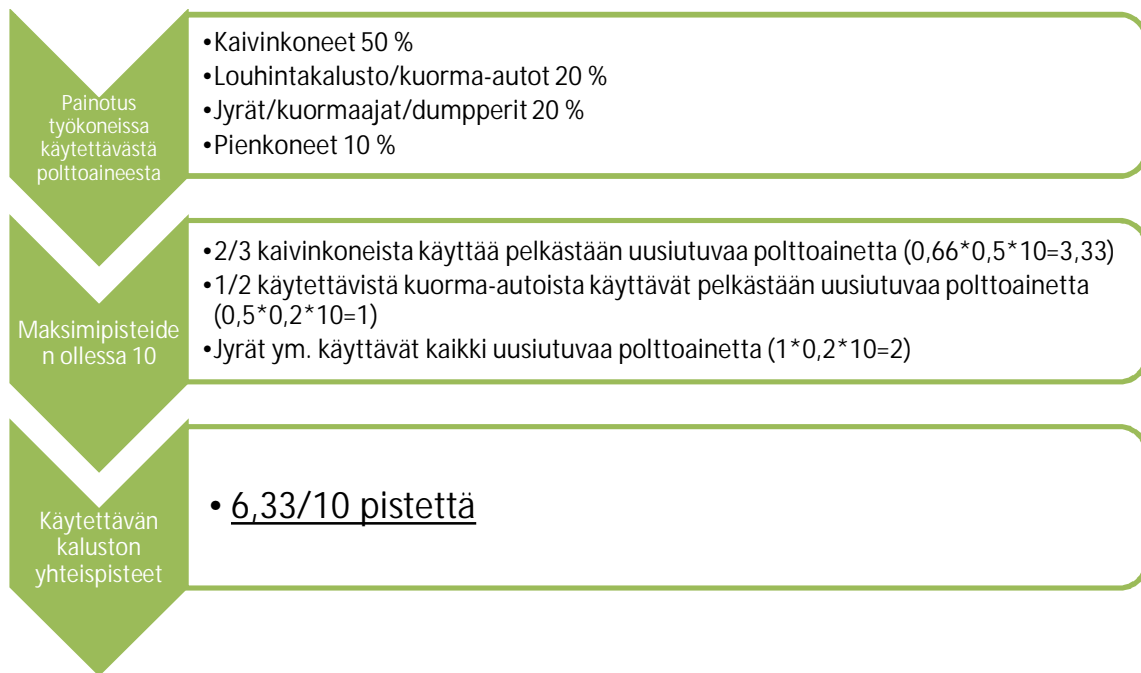 Painotus
työkoneissa
käytettävästä
polttoaineesta
•Kaivinkoneet 50 %
•Louhintakalusto/kuorma-autot 20 %
•Jyrät/kuormaajat/dumpperit 20 %
•Pienkoneet 10 %
Maksimipisteide
n ollessa 10
•2/3 kaivinkoneista käyttää pelkästään uusiutuvaa polttoainetta (0,66*0,5*10=3,33)
•1/2 käytettävistä kuorma-autoista käyttävät pelkästään uusiutuvaa polttoainetta
(0,5*0,2*10=1)
•Jyrät ym. käyttävät kaikki uusiutuvaa polttoainetta (1*0,2*10=2)
Käytettävän
kaluston
yhteispisteet
• 6,33/10 pistettä